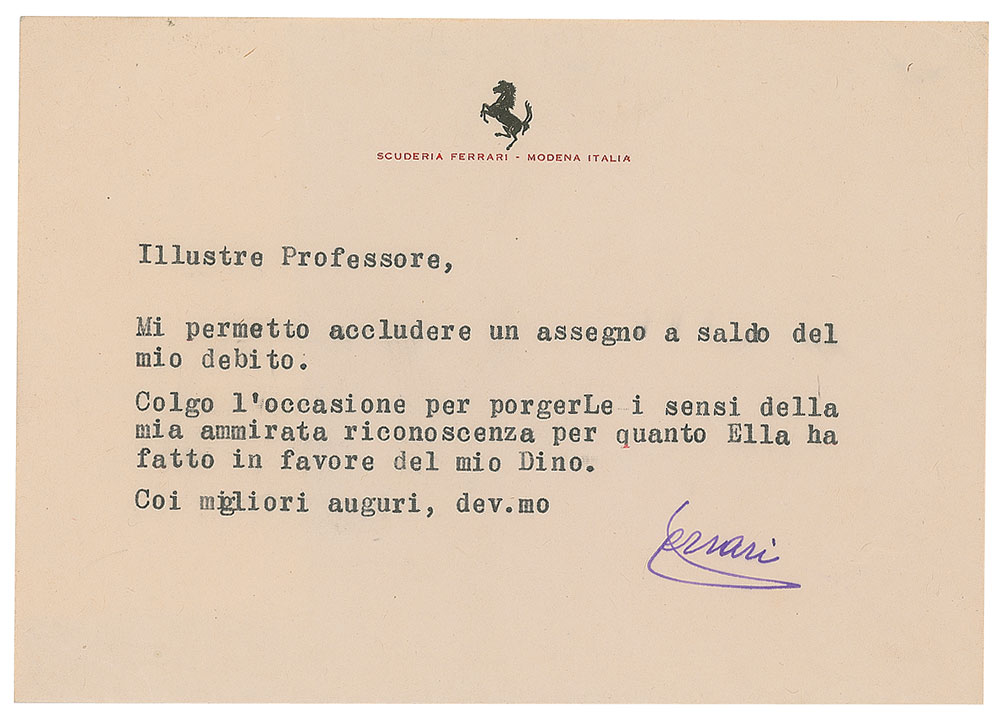 SCUDERIA FERRARI - MODENA ITALIA
Illustre Professore,
Mi permetto accludere un assegno a saldo del
mio debito.
Colgo l'occasione per porgerLe i sensi della
mia ammirata riconoscenza per quanto Ella ha
fatto in favore del mio Dino.
Coi migliori auguri, dev.mo
Ferrari